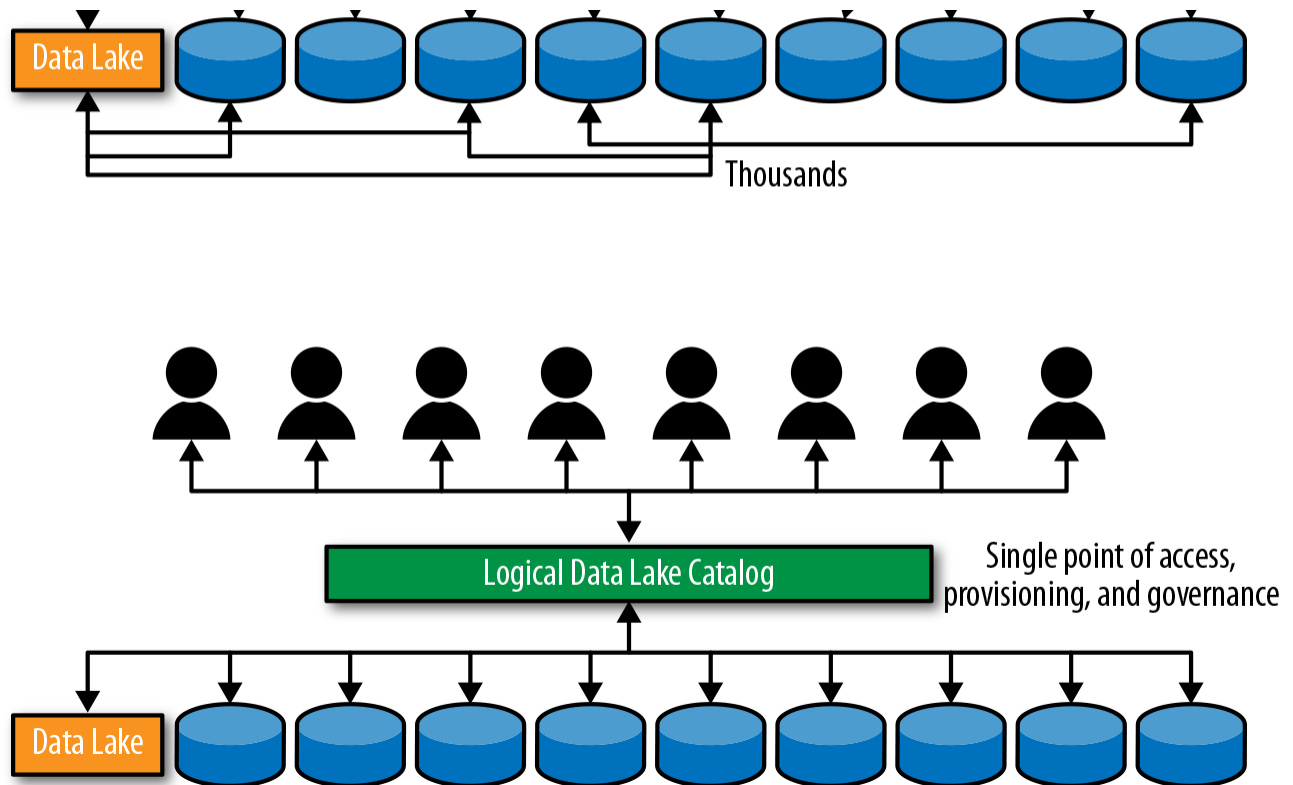 Data Lake
Thousands
Logical Data Lake Catalog
Single point of access,
provisioning, and governance
Data Lake